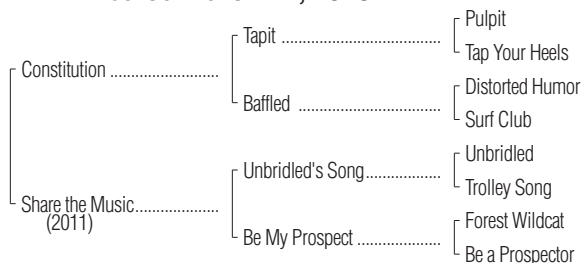 Pulpit
Tapit
Tap Your Heels
Constitution
Distorted Humor
Baffled
Surf Club
Unbridled
Unbridled's Song
Trolley Song
Share the Music
(2011)
Forest Wildcat
Be My Prospect
Be a Prospector